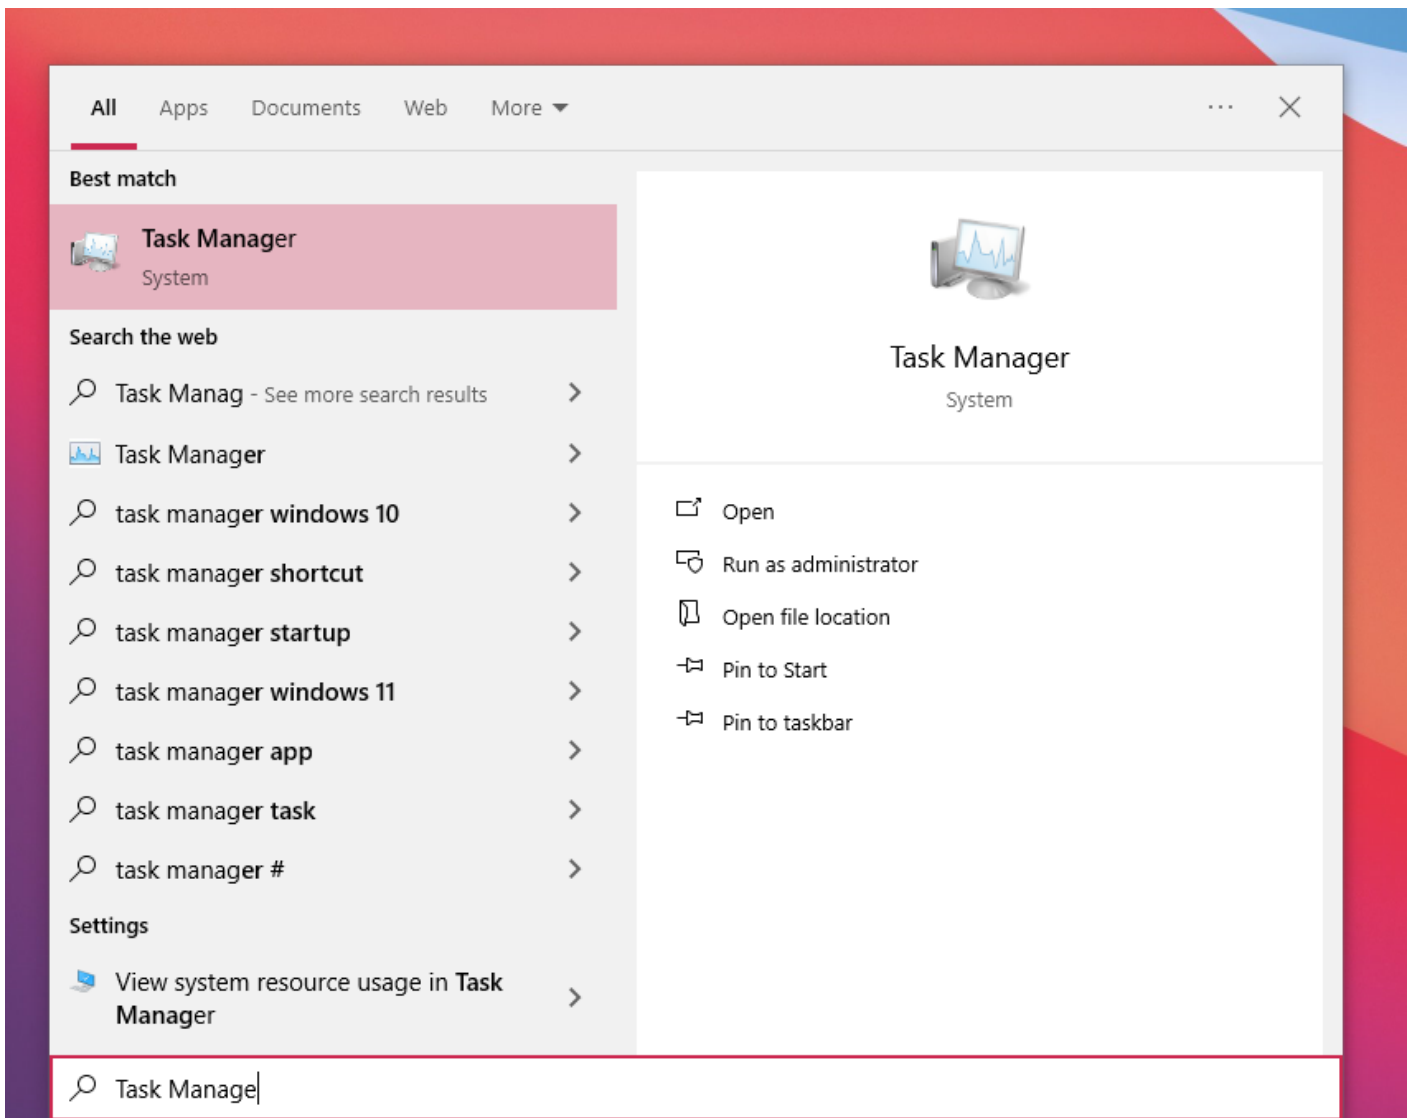 All Apps Documents Web More
Best match
Task Manager
System
Search the web
Task Manag - See more search results
Task Manager
task manager windows 10
task manager shortcut
task manager startup
task manager windows 11
task manager app
task manager task
task manager #
Settings
View system resource usage in Task
Manager
Task Manage
Task Manager
System
Open
Run as administrator
Open file location
Pin to Start
Pin to taskbar